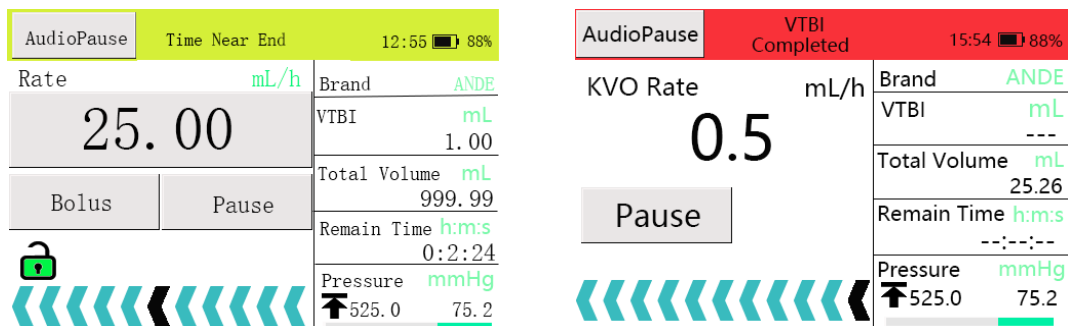 AudioPause
Time Near End
12:55 88%
Rate mL/h
25.00
Bolus
Pause
Brand ANDE
VTBI mL
1.00
Total Volume mL
999.99
Remain Time h:m:s
0:2:24
Pressure mmHg
525.0 75.2
AudioPause
VTBI
Completed
15:54 88%
KVO Rate mL/h
0.5
Pause
Brand ANDE
VTBI mL
---
Total Volume mL
25.26
Remain Time h:m:s
--:--:--
Pressure mmHg
525.0 75.2